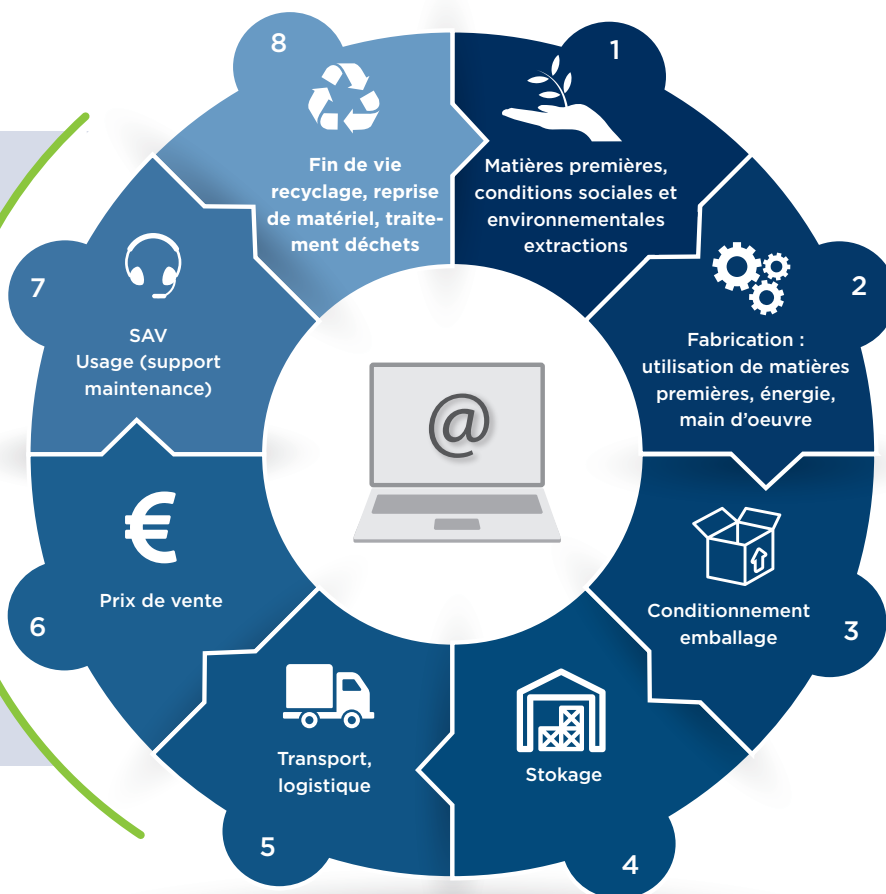 1
Matières premières,
conditions sociales et
environnementales
extractions
2
Fabrication :
utilisation de matières
premières, énergie,
main d'oeuvre
3
Conditionnement
emballage
4
Stokage
5
Transport,
logistique
6
€
Prix de vente
7
SAV
Usage (support
maintenance)
8
Fin de vie
recyclage, reprise
de matériel, traite-
ment déchets
@